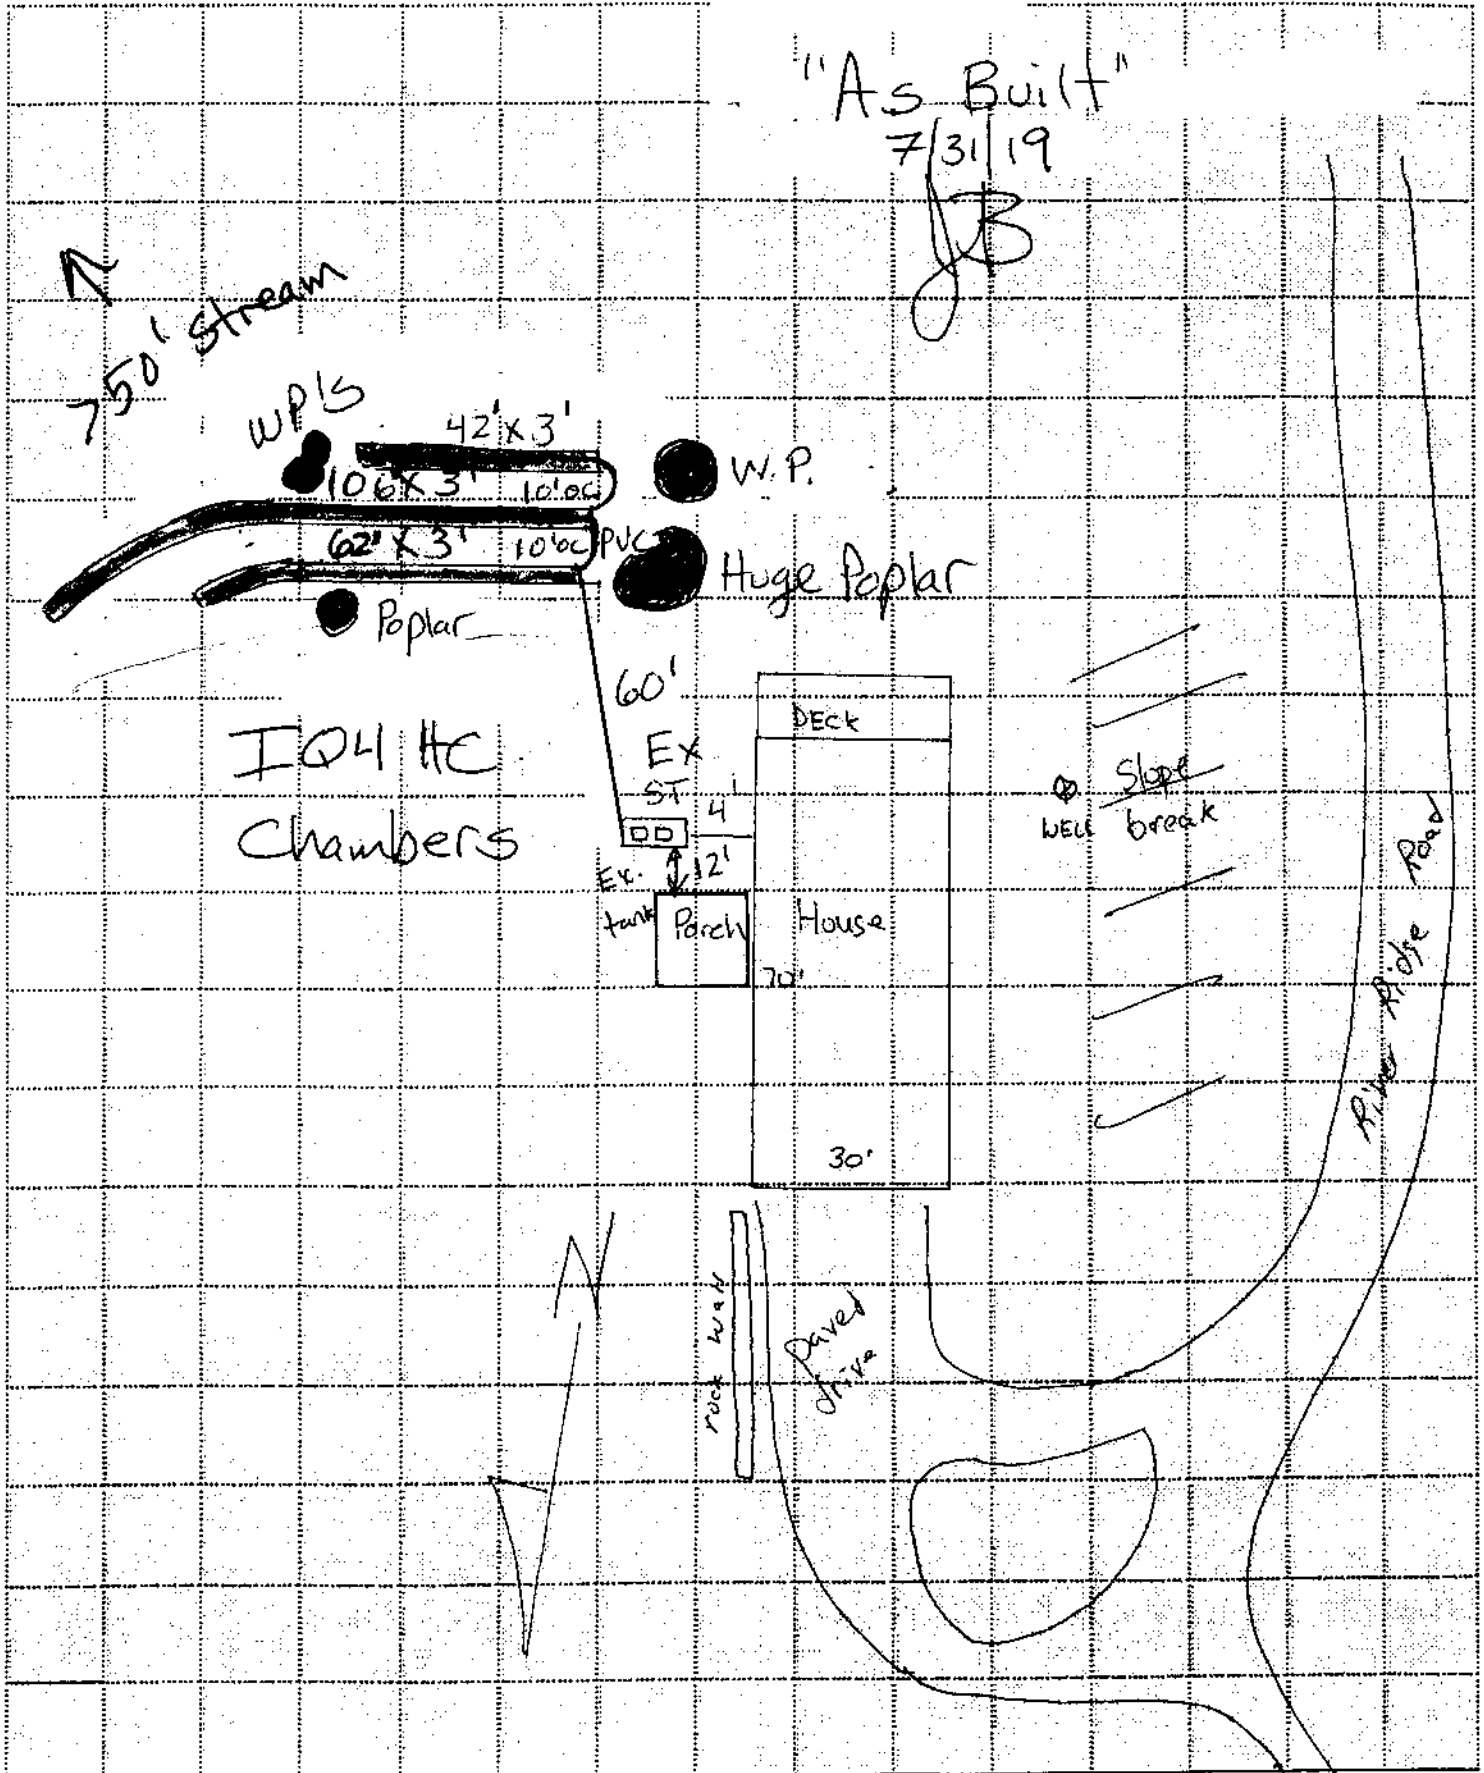 "As Built"
7/31/19
JB
750' stream
WP's
42' x 3'
W.P.
106' x 3'
10'oc
62' x 3'
10'oc
PVC
Huge Poplar
Poplar
60'
DEck
IQ4 HC
Chambers
Ex
ST
4'
12'
Ex.
tank
Porch
House
70'
30'
WELL
Slope
break
River Ridge Road
N
rock wall
Paved
drive